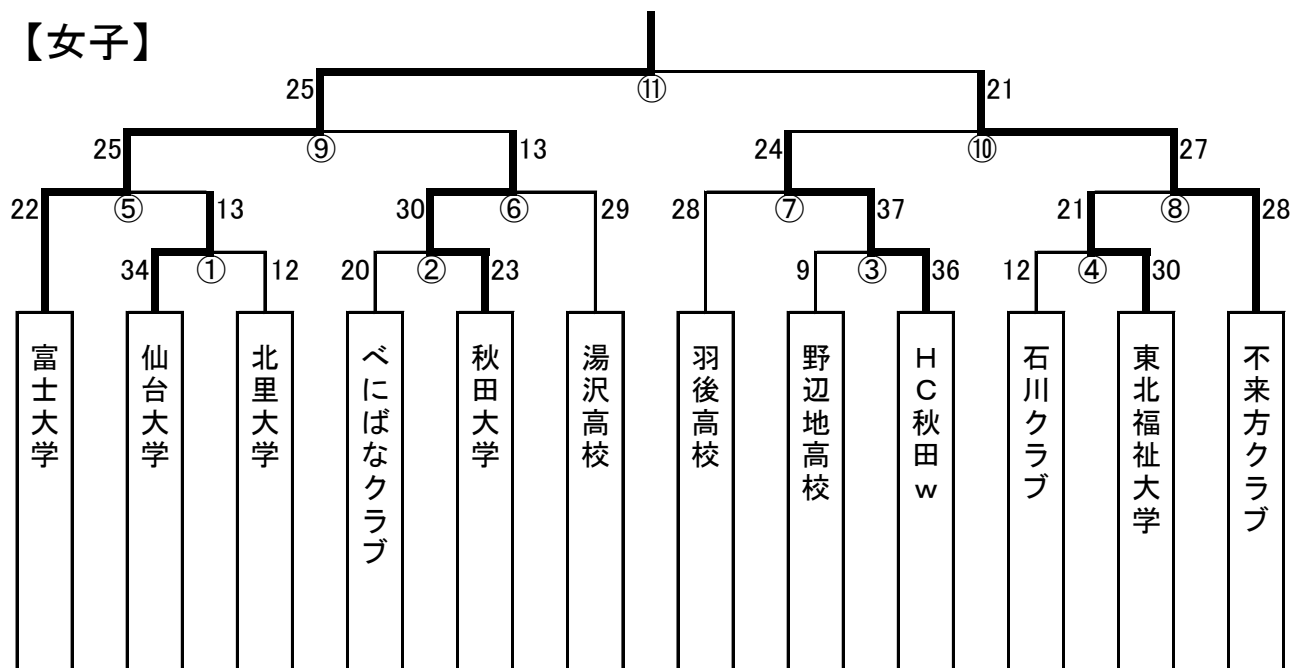 【女子】
⑪
25 21
⑨ ⑩
25 13 24 27
⑤ ⑥ ⑦ ⑧
22 13 30 29 28 37 21 28
① ② ③ ④
34 12 20 23 9 36 12 30
富士大学
仙台大学
北里大学
べにばなクラブ
秋田大学
湯沢高校
羽後高校
野辺地高校
HC秋田w
石川クラブ
東北福祉大学
不来方クラブ